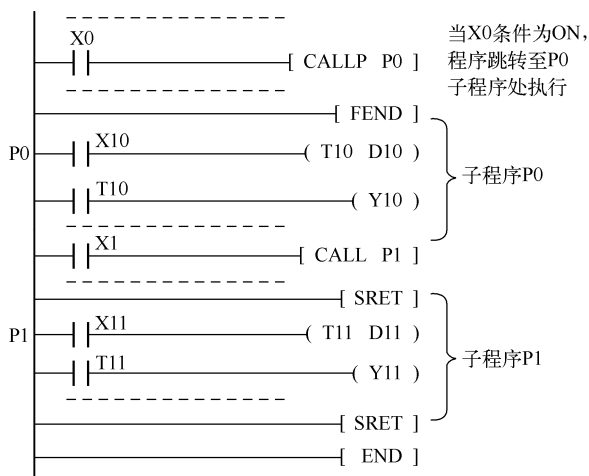 X0
[ CALLP P0 ]
当X0条件为ON，
程序跳转至P0
子程序处执行
[ FEND ]
P0
X10
( T10 D10 )
T10
( Y10 )
子程序P0
X1
[ CALL P1 ]
[ SRET ]
P1
X11
( T11 D11 )
T11
( Y11 )
子程序P1
[ SRET ]
[ END ]